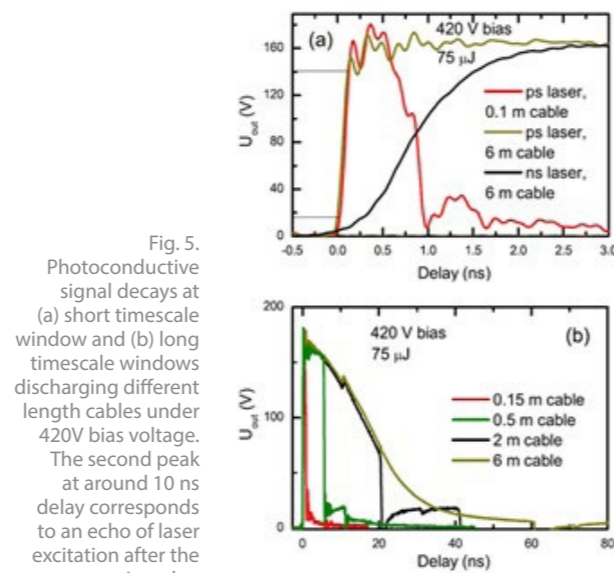 Fig. 5.
Photoconductive
signal decays at
(a) short timescale
window and (b) long
timescale windows
discharging different
length cables under
420V bias voltage.
The second peak
at around 10 ns
delay corresponds
to an echo of laser
excitation after the
(a)
420 V bias
75 µJ
ps laser,
0.1 m cable
ps laser,
6 m cable
ns laser,
6 m cable
160
120
80
40
0
Uout (V)
-0.5 0.0 0.5 1.0 1.5 2.0 2.5 3.0
Delay (ns)
(b)
420 V bias
75 µJ
0.15 m cable
0.5 m cable
2 m cable
6 m cable
200
100
0
Uout (V)
0 20 40 60 80
Delay (ns)